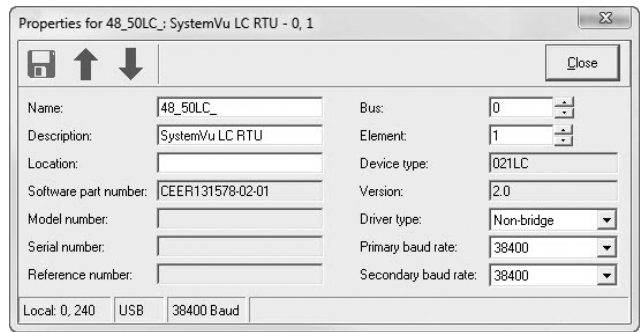 Properties for 48_50LC_: SystemVu LC RTU - 0, 1
Close
Name: 48_50LC_ Bus: 0
Description: SystemVu LC RTU Element: 1
Location: Device type: 021LC
Software part number: CEER131578-02-01 Version: 2.0
Model number: Driver type: Non-bridge
Serial number: Primary baud rate: 38400
Reference number: Secondary baud rate: 38400
Local: 0, 240 USB 38400 Baud